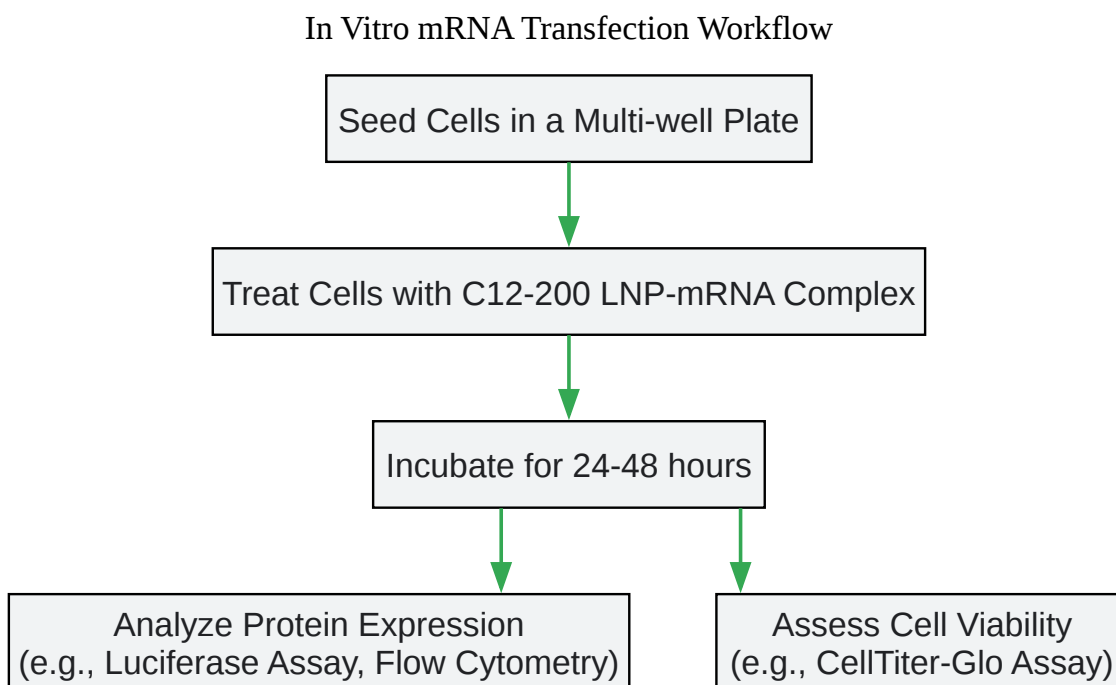 In Vitro mRNA Transfection Workflow
Seed Cells in a Multi-well Plate
Treat Cells with C12-200 LNP-mRNA Complex
Incubate for 24-48 hours
Analyze Protein Expression
(e.g., Luciferase Assay, Flow Cytometry)
Assess Cell Viability
(e.g., CellTiter-Glo Assay)